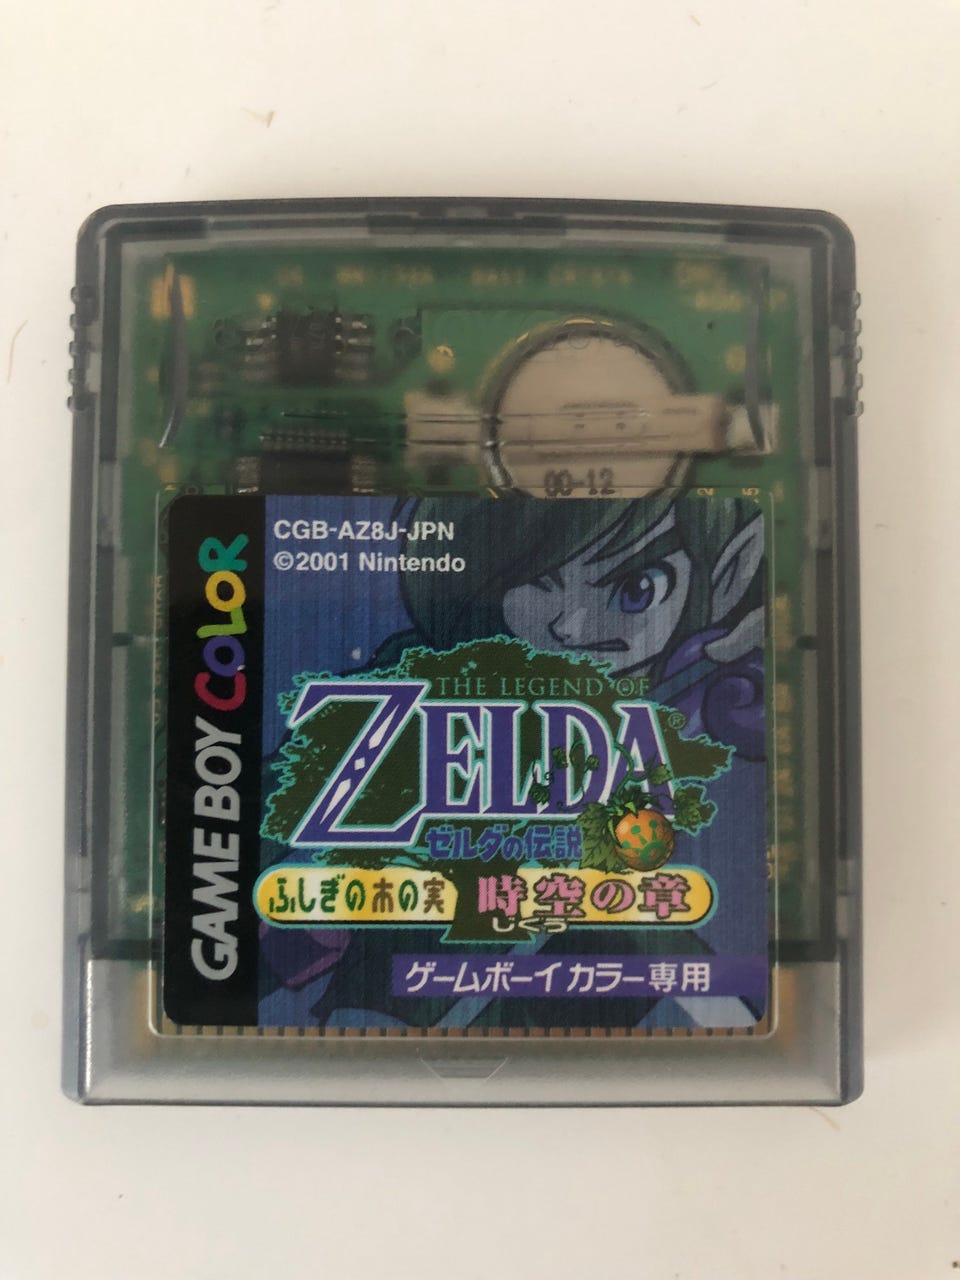 00-12
CGB-AZ8J-JPN
©2001 Nintendo
GAME BOY COLOR
THE LEGEND OF
ZELDA®
ゼルダの伝説
ふしぎの木の実 時空の章
じくう
ゲームボーイ カラー専用